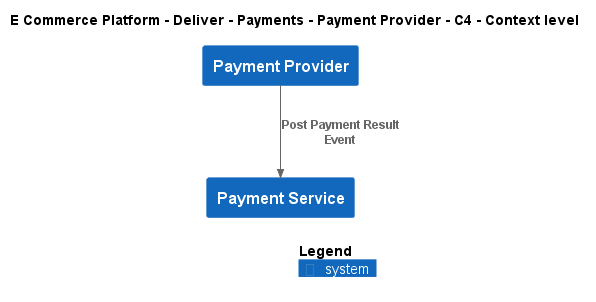 E Commerce Platform - Deliver - Payments - Payment Provider - C4 - Context level
Payment Provider
Post Payment Result
Event
Payment Service
Legend
system